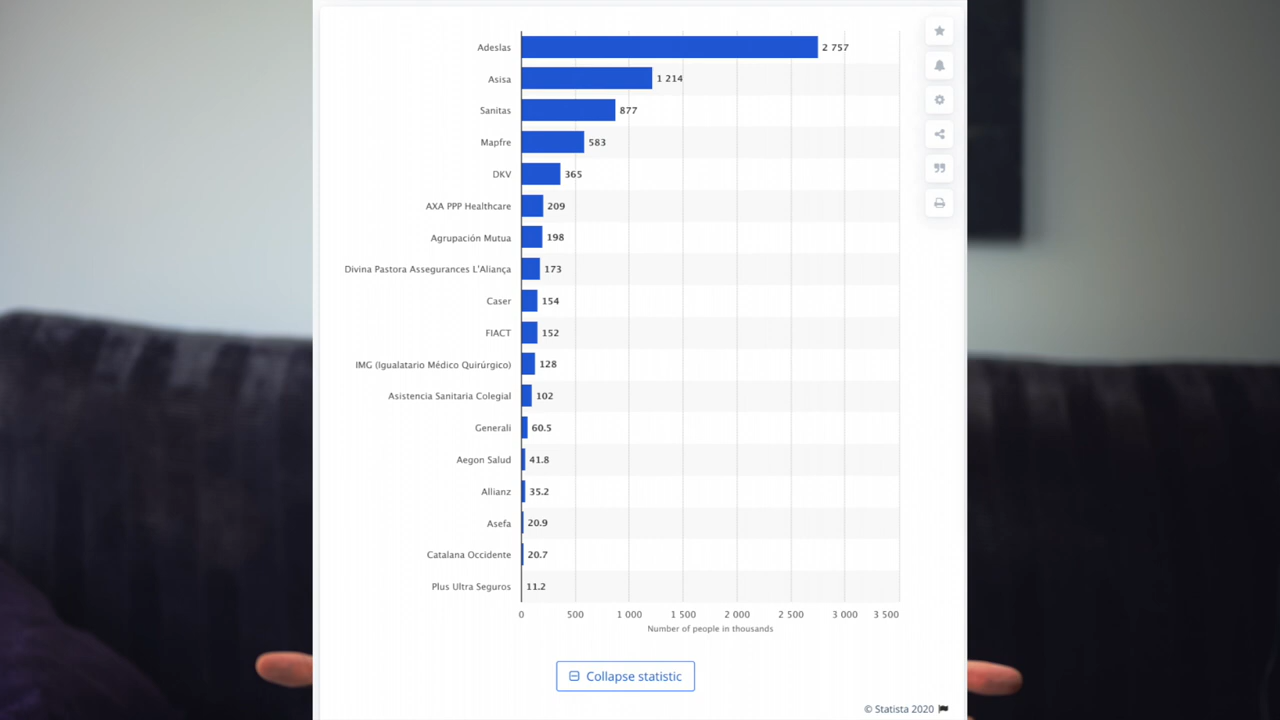 Adeslas 2 757
Asisa 1 214
Sanitas 877
Mapfre 583
DKV 365
AXA PPP Healthcare 209
Agrupación Mutua 198
Divina Pastora Assegurances L'Aliança 173
Caser 154
FIACT 152
IMG (Igualatario Médico Quirúrgico) 128
Asistencia Sanitaria Colegial 102
Generali 60.5
Aegon Salud 41.8
Allianz 35.2
Asefa 20.9
Catalana Occidente 20.7
Plus Ultra Seguros 11.2
0 500 1 000 1 500 2 000 2 500 3 000 3 500
Number of people in thousands
Collapse statistic
© Statista 2020